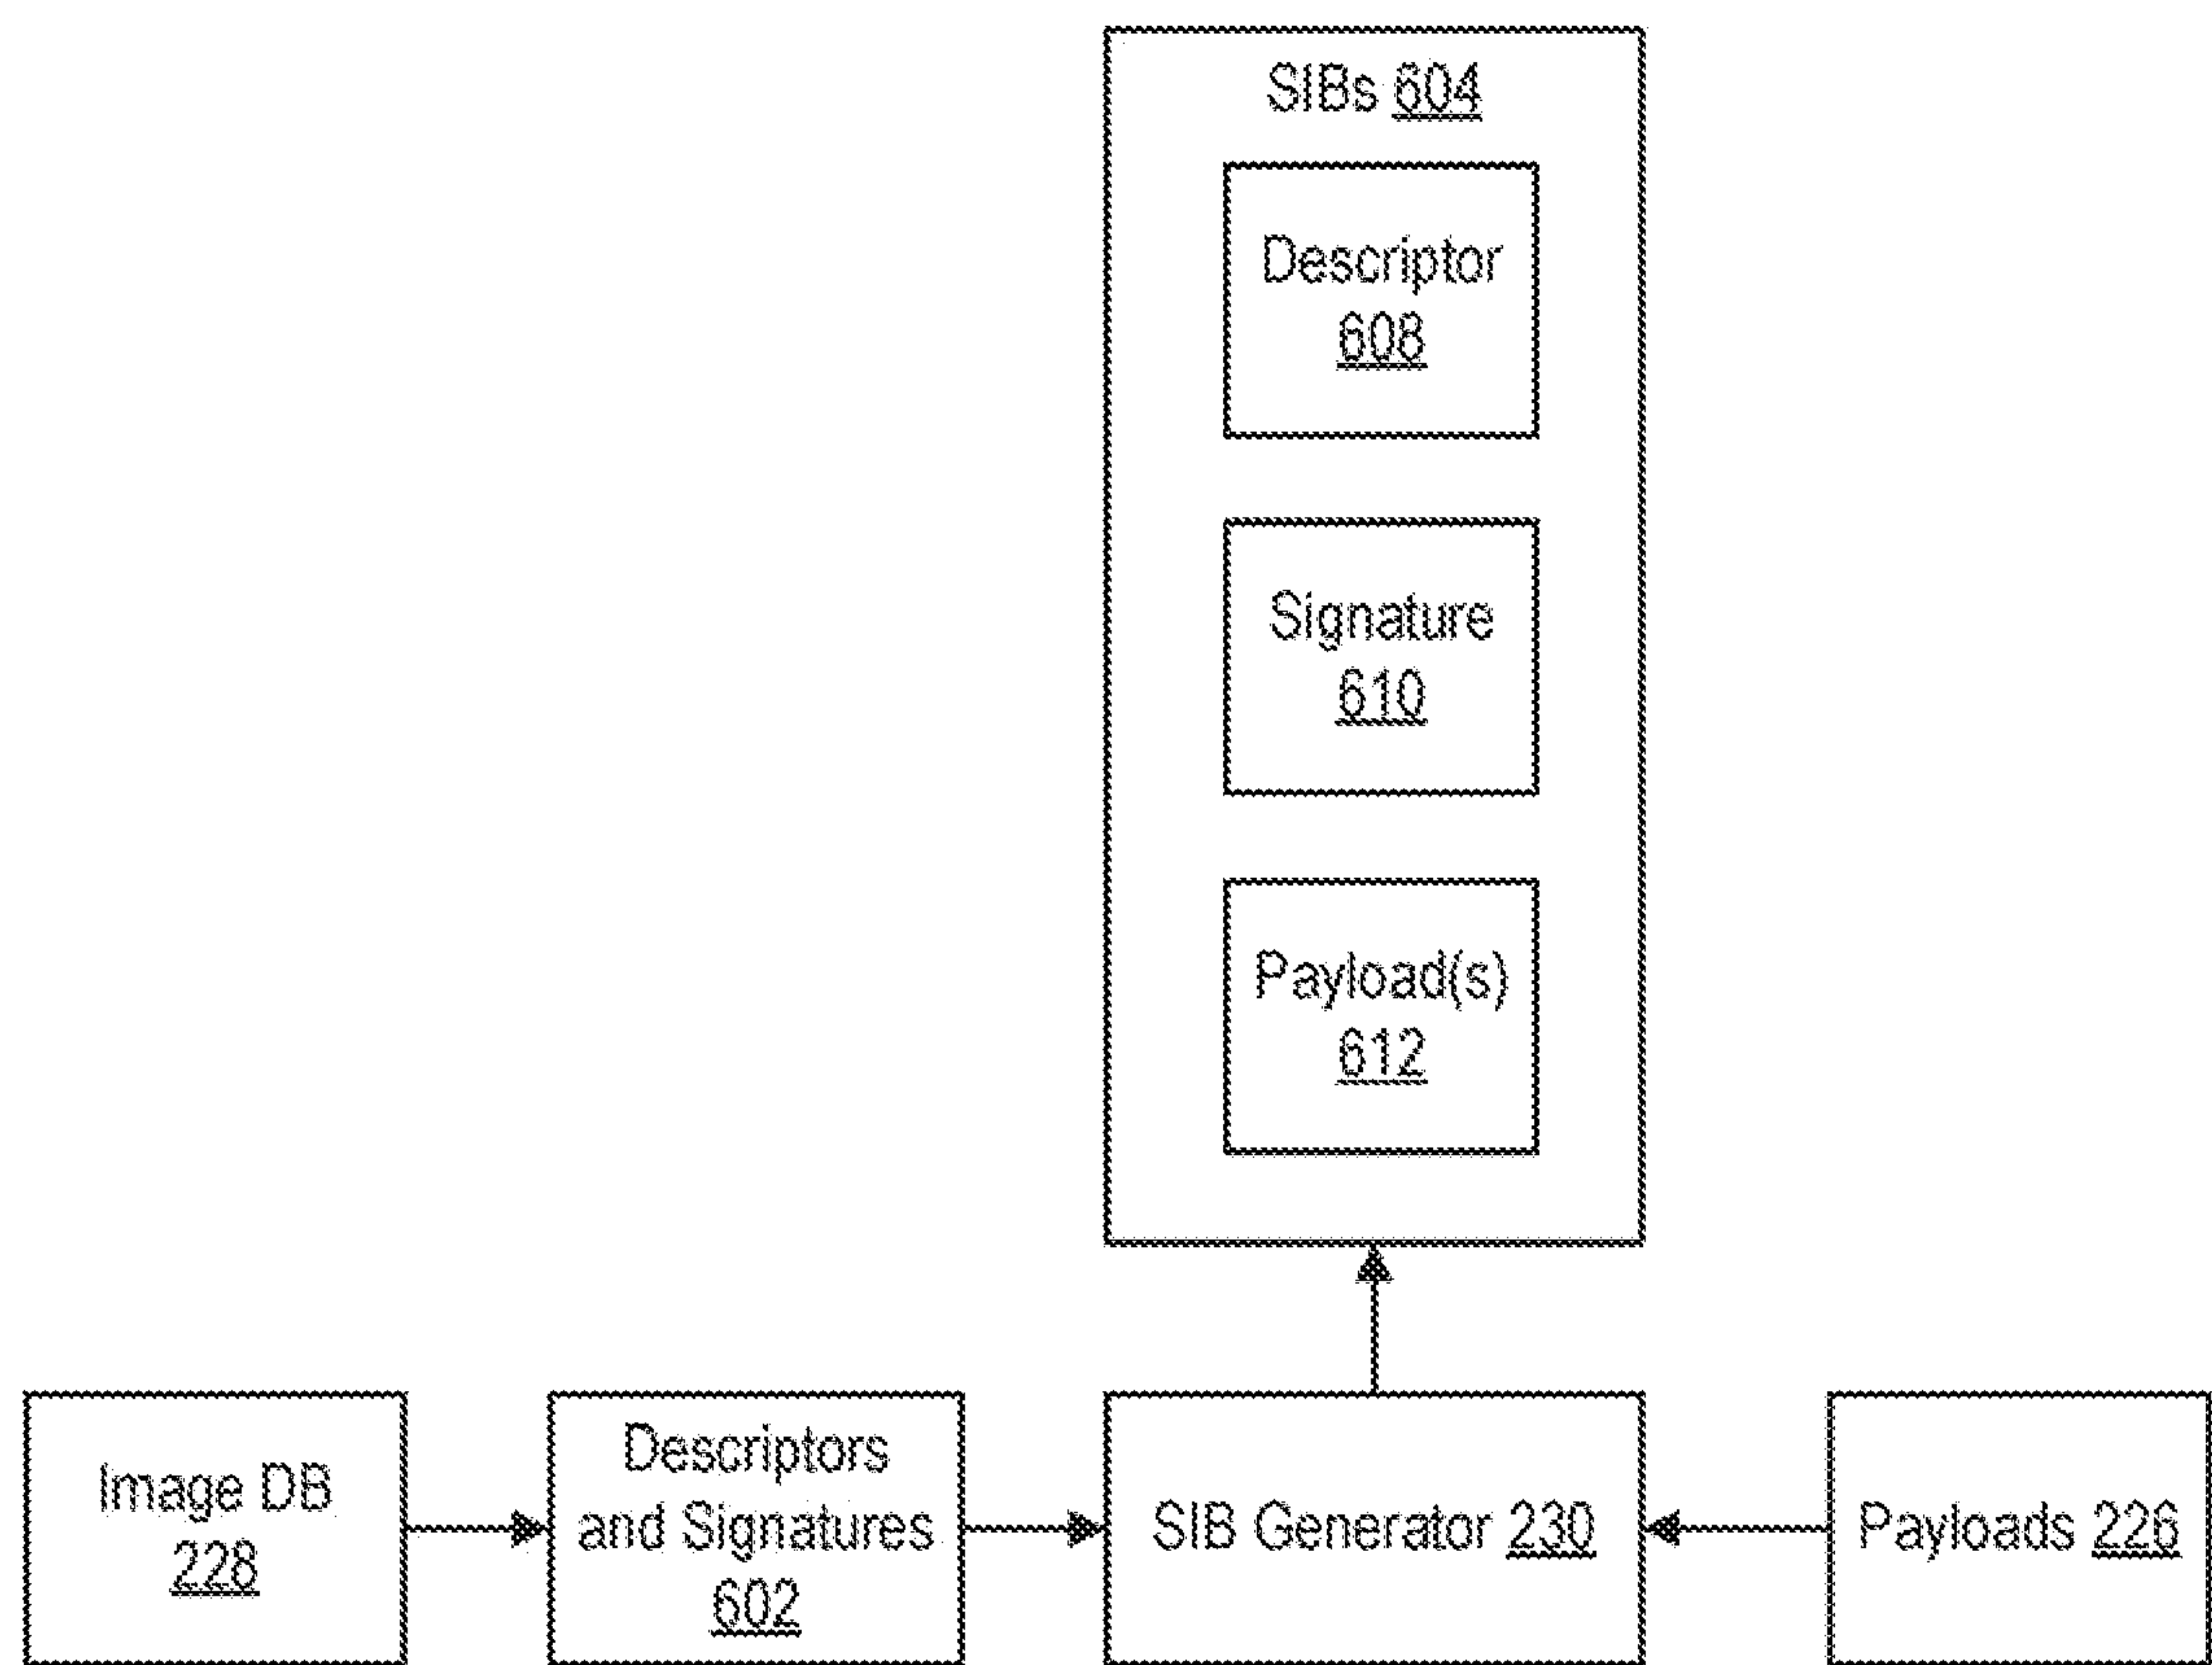 SIBs 604
Descriptor
608
Signature
610
Payload(s)
612
Image DB
228
Descriptors
and Signatures
602
SIB Generator 230
Payloads 226